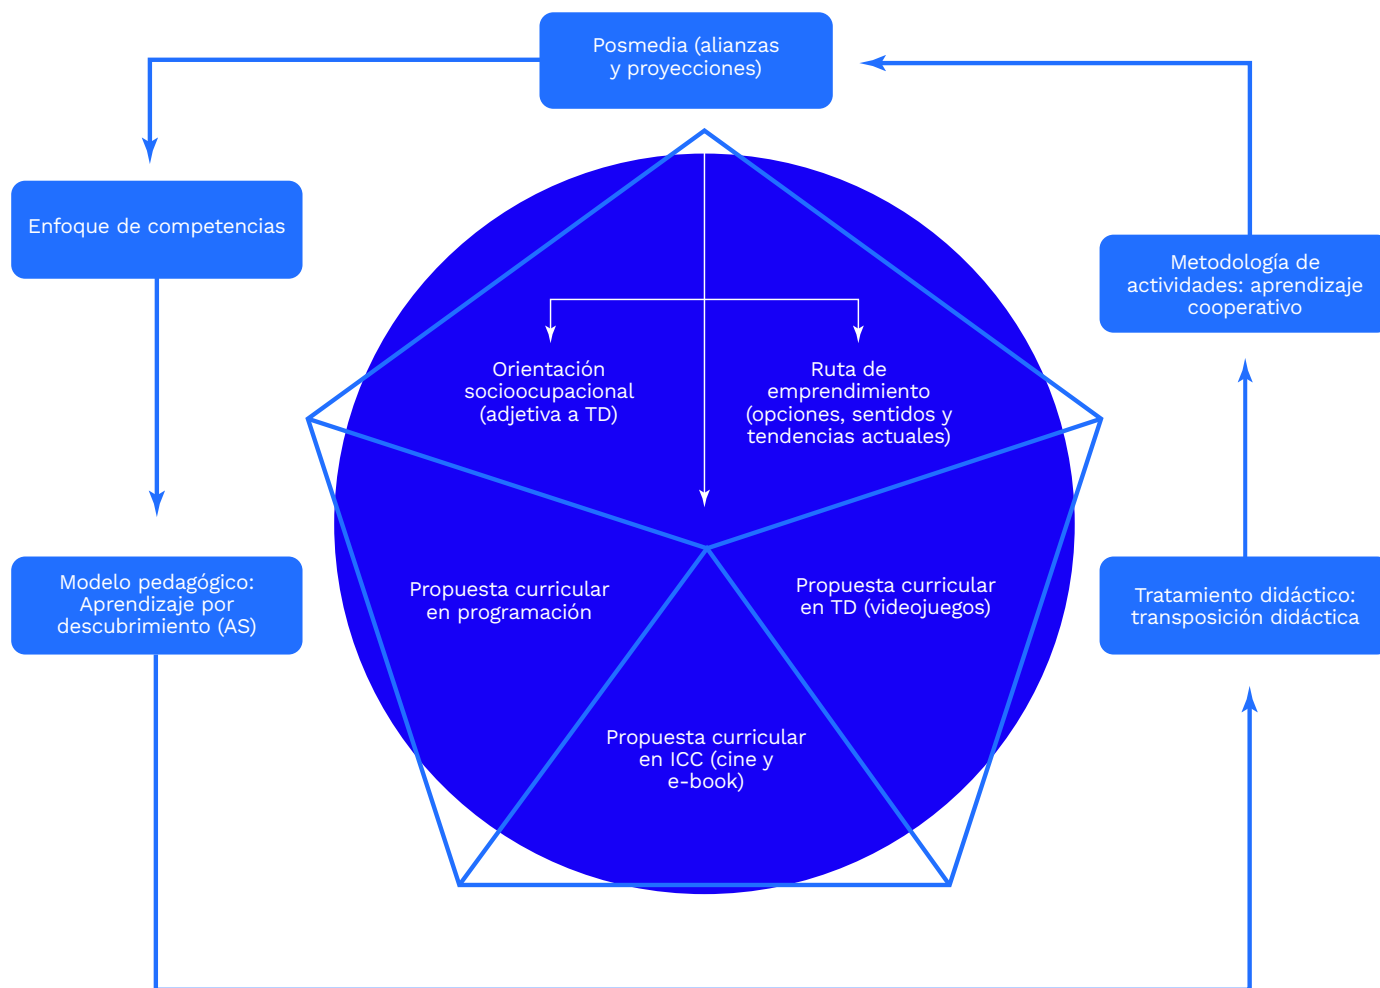 Posmedia (alianzas
y proyecciones)
Enfoque de competencias
Metodología de
actividades: aprendizaje
cooperativo
Orientación
socioocupacional
(adjetiva a TD)
Ruta de
emprendimiento
(opciones, sentidos y
tendencias actuales)
Modelo pedagógico:
Aprendizaje por
descubrimiento (AS)
Propuesta curricular
en programación
Propuesta curricular
en TD (videojuegos)
Tratamiento didáctico:
transposición didáctica
Propuesta curricular
en ICC (cine y
e-book)